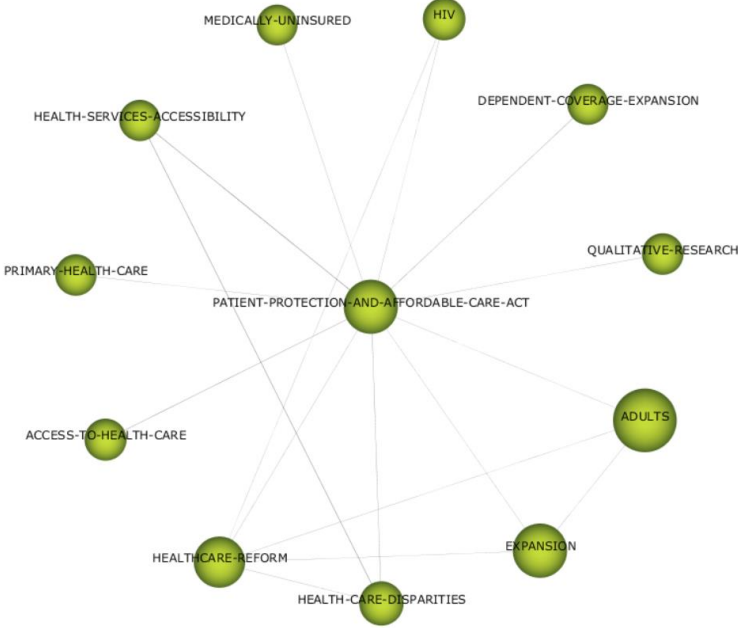 HIV
MEDICALLY-UNINSURED
DEPENDENT-COVERAGE-EXPANSION
HEALTH-SERVICES-ACCESSIBILITY
QUALITATIVE-RESEARCH
PRIMARY-HEALTH-CARE
PATIENT-PROTECTION-AND-AFFORDABLE-CARE-ACT
ADULTS
ACCESS-TO-HEALTH-CARE
EXPANSION
HEALTHCARE-REFORM
HEALTH-CARE-DISPARITIES